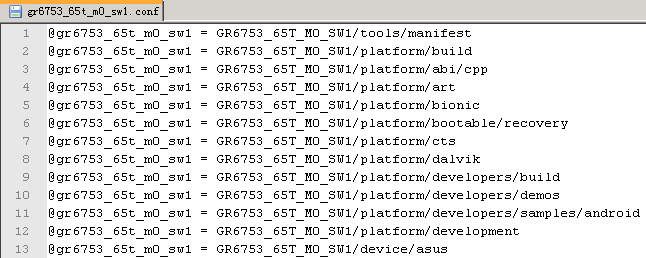 gr6753_65t_m0_sw1.conf
1 @gr6753_65t_m0_sw1 = GR6753_65T_M0_SW1/tools/manifest
2 @gr6753_65t_m0_sw1 = GR6753_65T_M0_SW1/platform/build
3 @gr6753_65t_m0_sw1 = GR6753_65T_M0_SW1/platform/abi/cpp
4 @gr6753_65t_m0_sw1 = GR6753_65T_M0_SW1/platform/art
5 @gr6753_65t_m0_sw1 = GR6753_65T_M0_SW1/platform/bionic
6 @gr6753_65t_m0_sw1 = GR6753_65T_M0_SW1/platform/bootable/recovery
7 @gr6753_65t_m0_sw1 = GR6753_65T_M0_SW1/platform/cts
8 @gr6753_65t_m0_sw1 = GR6753_65T_M0_SW1/platform/dalvik
9 @gr6753_65t_m0_sw1 = GR6753_65T_M0_SW1/platform/developers/build
10 @gr6753_65t_m0_sw1 = GR6753_65T_M0_SW1/platform/developers/demos
11 @gr6753_65t_m0_sw1 = GR6753_65T_M0_SW1/platform/developers/samples/android
12 @gr6753_65t_m0_sw1 = GR6753_65T_M0_SW1/platform/development
13 @gr6753_65t_m0_sw1 = GR6753_65T_M0_SW1/device/asus